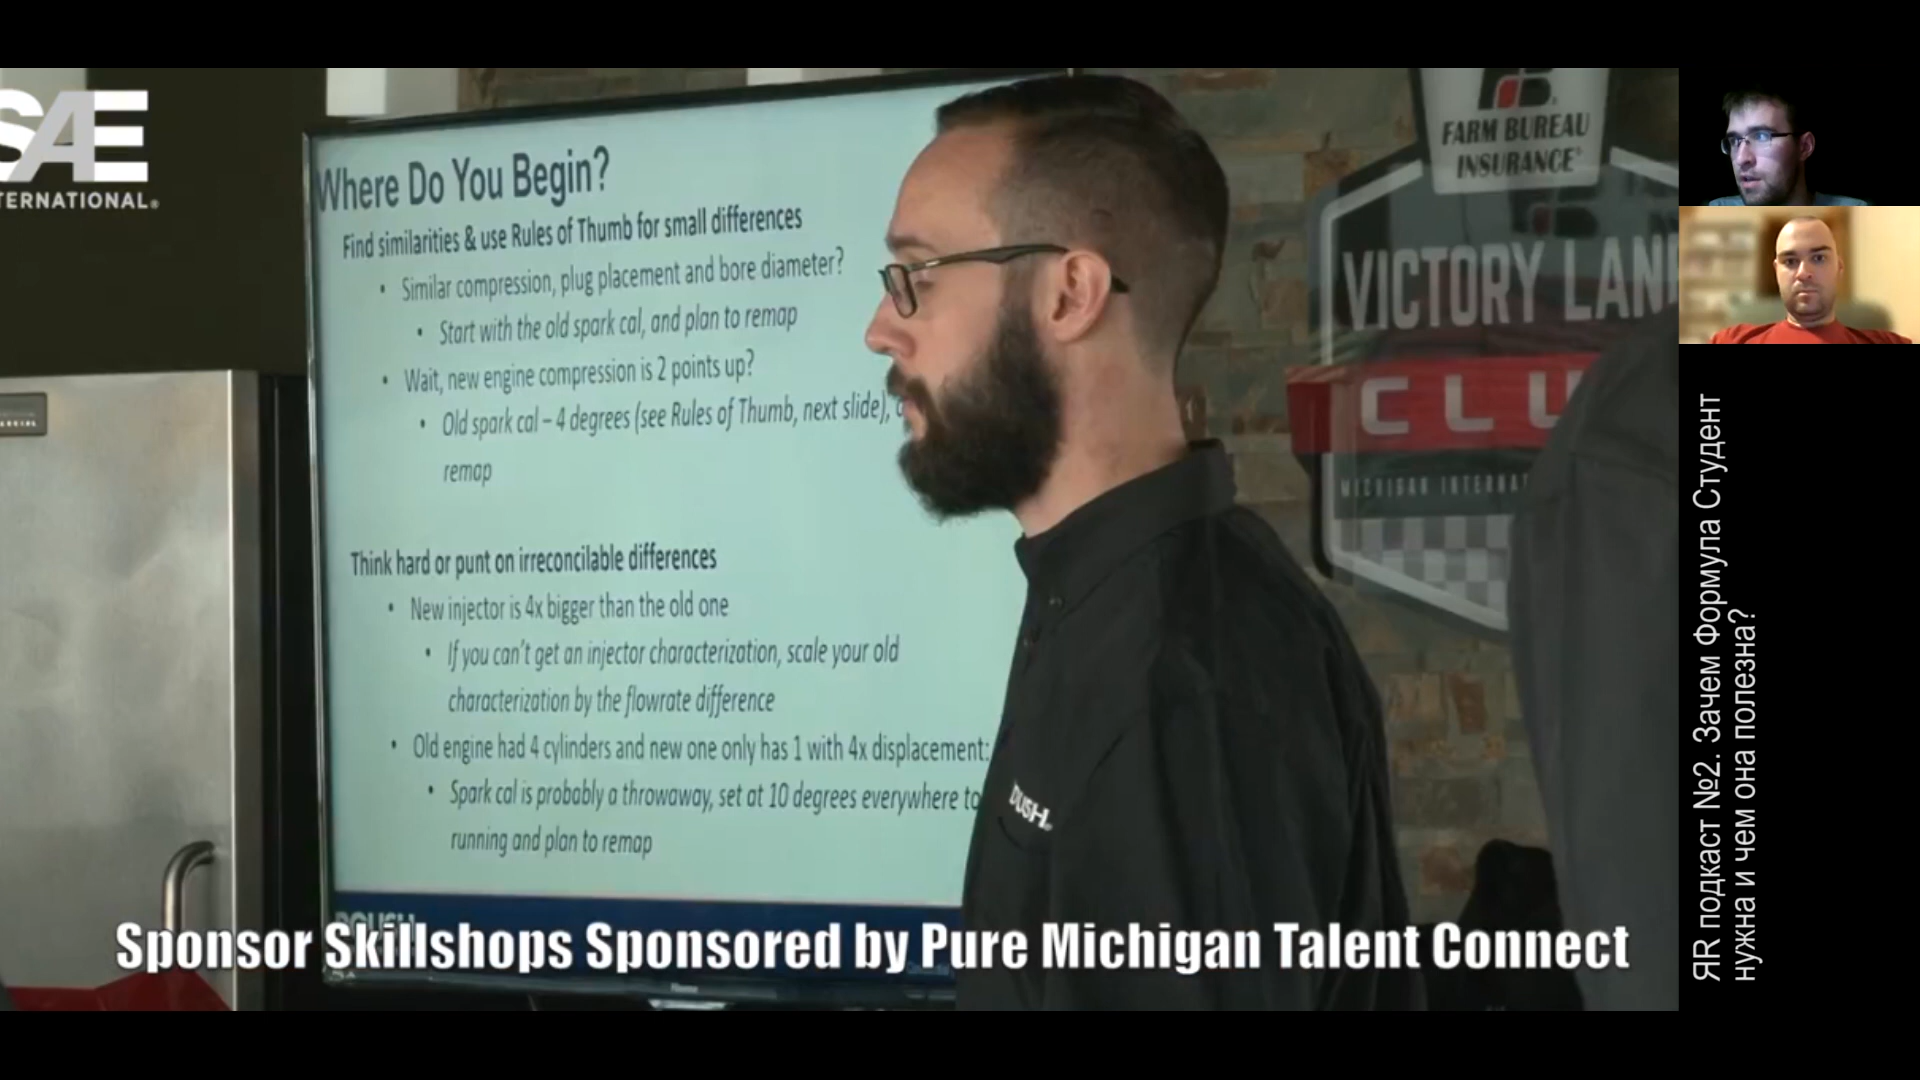 SAE
TERNATIONAL®
Where Do You Begin?
Find similarities & use Rules of Thumb for small differences
• Similar compression, plug placement and bore diameter?
• Start with the old spark cal, and plan to remap
• Wait, new engine compression is 2 points up?
• Old spark cal – 4 degrees (see Rules of Thumb, next slide),
remap
Think hard or punt on irreconcilable differences
• New injector is 4x bigger than the old one
• If you can't get an injector characterization, scale your old
characterization by the flowrate difference
• Old engine had 4 cylinders and new one only has 1 with 4x displacement:
• Spark cal is probably a throwaway, set at 10 degrees everywhere to
running and plan to remap
ROUSH
OUSH
FARM BUREAU
INSURANCE®
VICTORY LAN
CLU
MICHIGAN INTERNAT
Sponsor Skillshops Sponsored by Pure Michigan Talent Connect
ЯR подкаст №2. Зачем Формула Студент
нужна и чем она полезна?